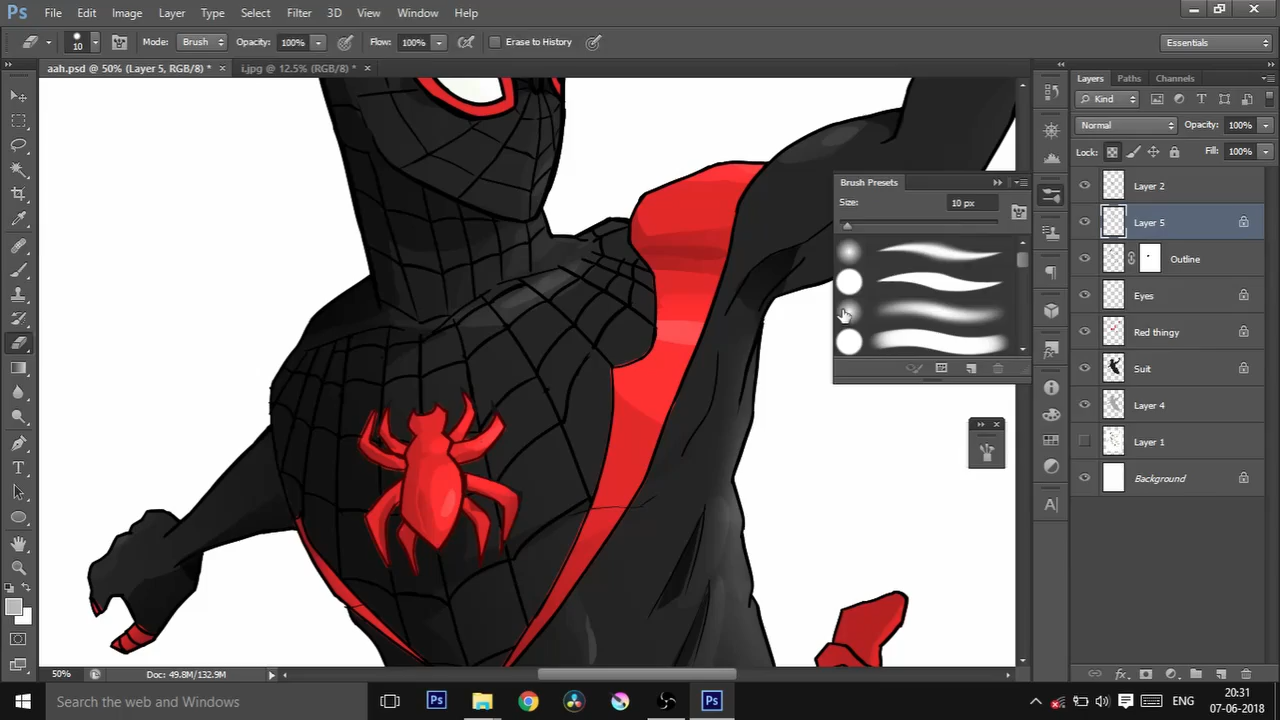 Ps File Edit Image Layer Type Select Filter 3D View Window Help
10 Mode: Brush Opacity: 100% Flow: 100% Erase to History Essentials
aah.psd @ 50% (Layer 5, RGB/8) * × i.jpg @ 12.5% (RGB/8) * ×
Layers Paths Channels
Kind
Normal Opacity: 100%
Lock: Fill: 100%
Brush Presets
Size: 10 px
Layer 2
Layer 5
Outline
Eyes
Red thingy
Suit
Layer 4
Layer 1
Background
50% Doc: 49.8M/132.9M
Search the web and Windows
Ps
Ps
ENG
20:31
07-06-2018